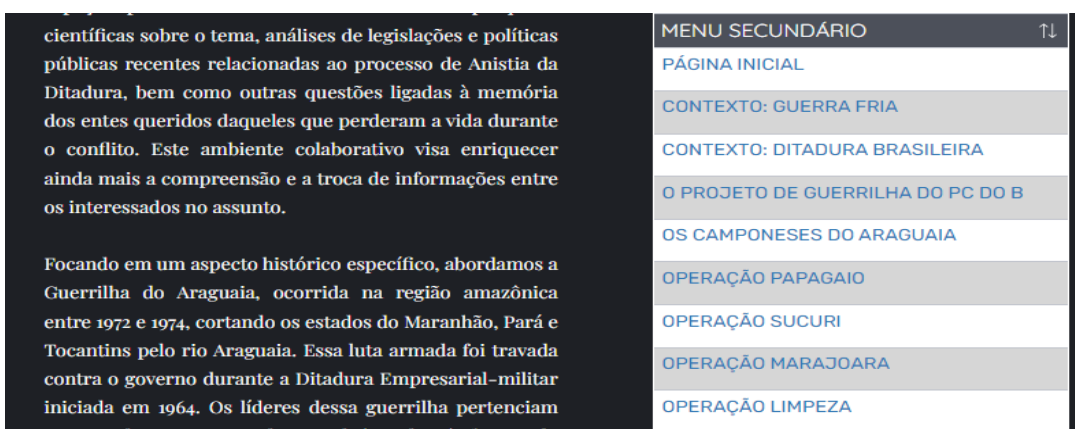 científicas sobre o tema, análises de legislações e políticas
públicas recentes relacionadas ao processo de Anistia da
Ditadura, bem como outras questões ligadas à memória
dos entes queridos daqueles que perderam a vida durante
o conflito. Este ambiente colaborativo visa enriquecer
ainda mais a compreensão e a troca de informações entre
os interessados no assunto.
Focando em um aspecto histórico específico, abordamos a
Guerrilha do Araguaia, ocorrida na região amazônica
entre 1972 e 1974, cortando os estados do Maranhão, Pará e
Tocantins pelo rio Araguaia. Essa luta armada foi travada
contra o governo durante a Ditadura Empresarial-militar
iniciada em 1964. Os líderes dessa guerrilha pertenciam
MENU SECUNDÁRIO
PÁGINA INICIAL
CONTEXTO: GUERRA FRIA
CONTEXTO: DITADURA BRASILEIRA
O PROJETO DE GUERRILHA DO PC DO B
OS CAMPONESES DO ARAGUAIA
OPERAÇÃO PAPAGAIO
OPERAÇÃO SUCURI
OPERAÇÃO MARAJOARA
OPERAÇÃO LIMPEZA